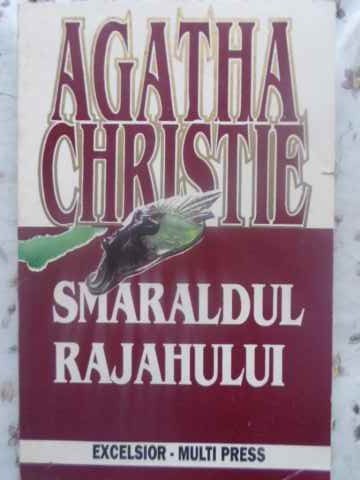 AGATHA
CHRISTIE
SMARALDUL
RAJAHULUI
EXCELSIOR - MULTI PRESS